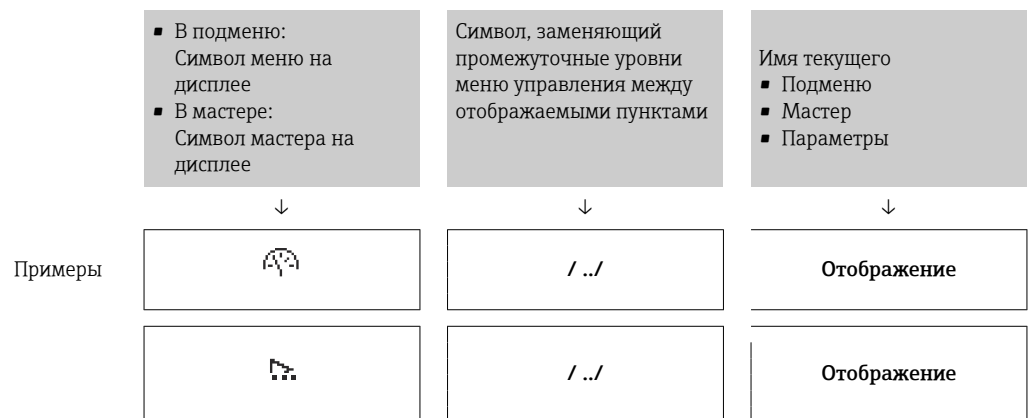 ▪ В подменю:
Символ меню на
дисплее
▪ В мастере:
Символ мастера на
дисплее
Символ, заменяющий
промежуточные уровни
меню управления между
отображаемыми пунктами
Имя текущего
▪ Подменю
▪ Мастер
▪ Параметры
↓ ↓ ↓
Примеры / ../ Отображение
/ ../ Отображение